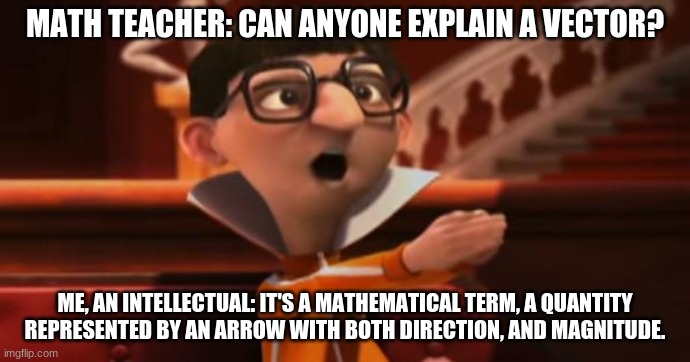 MATH TEACHER: CAN ANYONE EXPLAIN A VECTOR?
ME, AN INTELLECTUAL: IT'S A MATHEMATICAL TERM, A QUANTITY
REPRESENTED BY AN ARROW WITH BOTH DIRECTION, AND MAGNITUDE.
imgflip.com